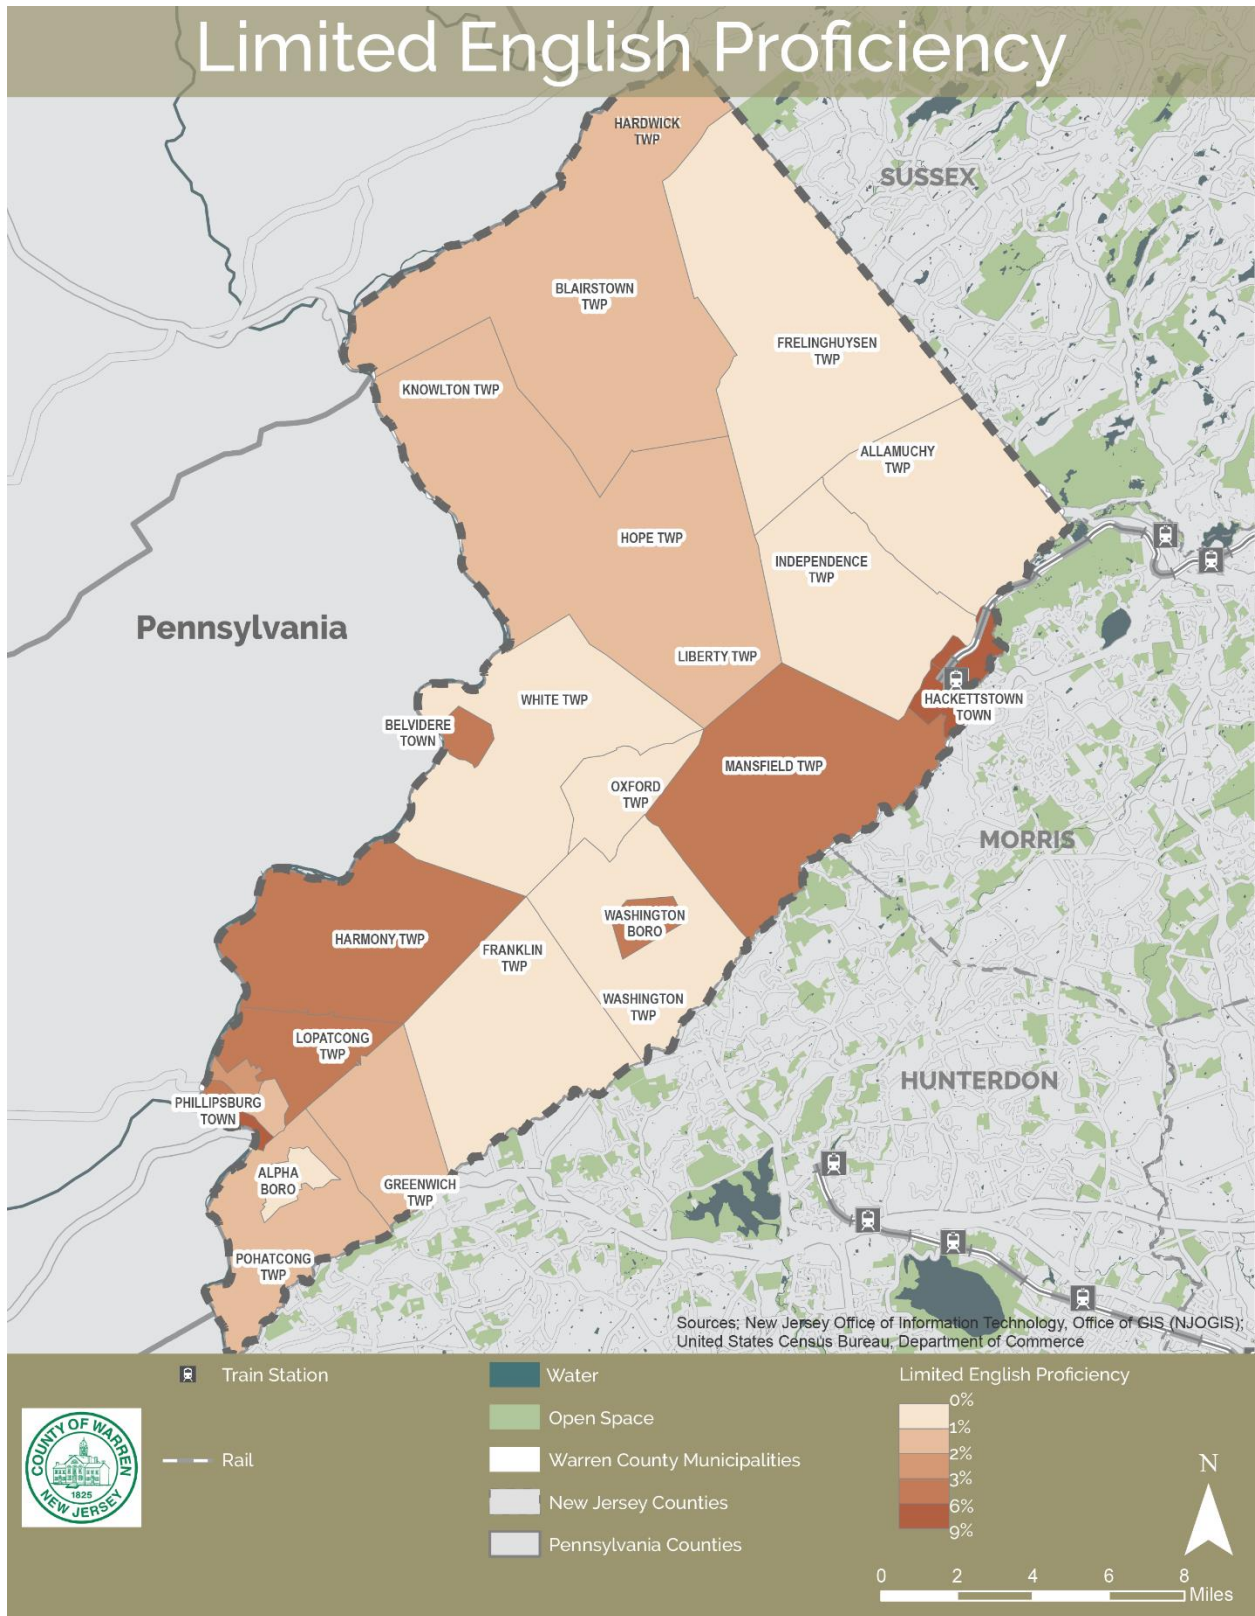 Limited English Proficiency
HARDWICK
TWP
SUSSEX
BLAIRSTOWN
TWP
FRELINGHUYSEN
TWP
KNOWLTON TWP
ALLAMUCHY
TWP
HOPE TWP
INDEPENDENCE
TWP
Pennsylvania
LIBERTY TWP
WHITE TWP
HACKETTSTOWN
TOWN
BELVIDERE
TOWN
MANSFIELD TWP
OXFORD
TWP
MORRIS
WASHINGTON
BORO
HARMONY TWP
FRANKLIN
TWP
WASHINGTON
TWP
LOPATCONG
TWP
HUNTERDON
PHILLIPSBURG
TOWN
ALPHA
BORO
GREENWICH
TWP
POHATCONG
TWP
Sources; New Jersey Office of Information Technology, Office of GIS (NJOGIS);
United States Census Bureau, Department of Commerce
Train Station
Rail
COUNTY OF WARREN
1825
NEW JERSEY
Water
Open Space
Warren County Municipalities
New Jersey Counties
Pennsylvania Counties
Limited English Proficiency
0%
1%
2%
3%
6%
9%
N
0 2 4 6 8
Miles